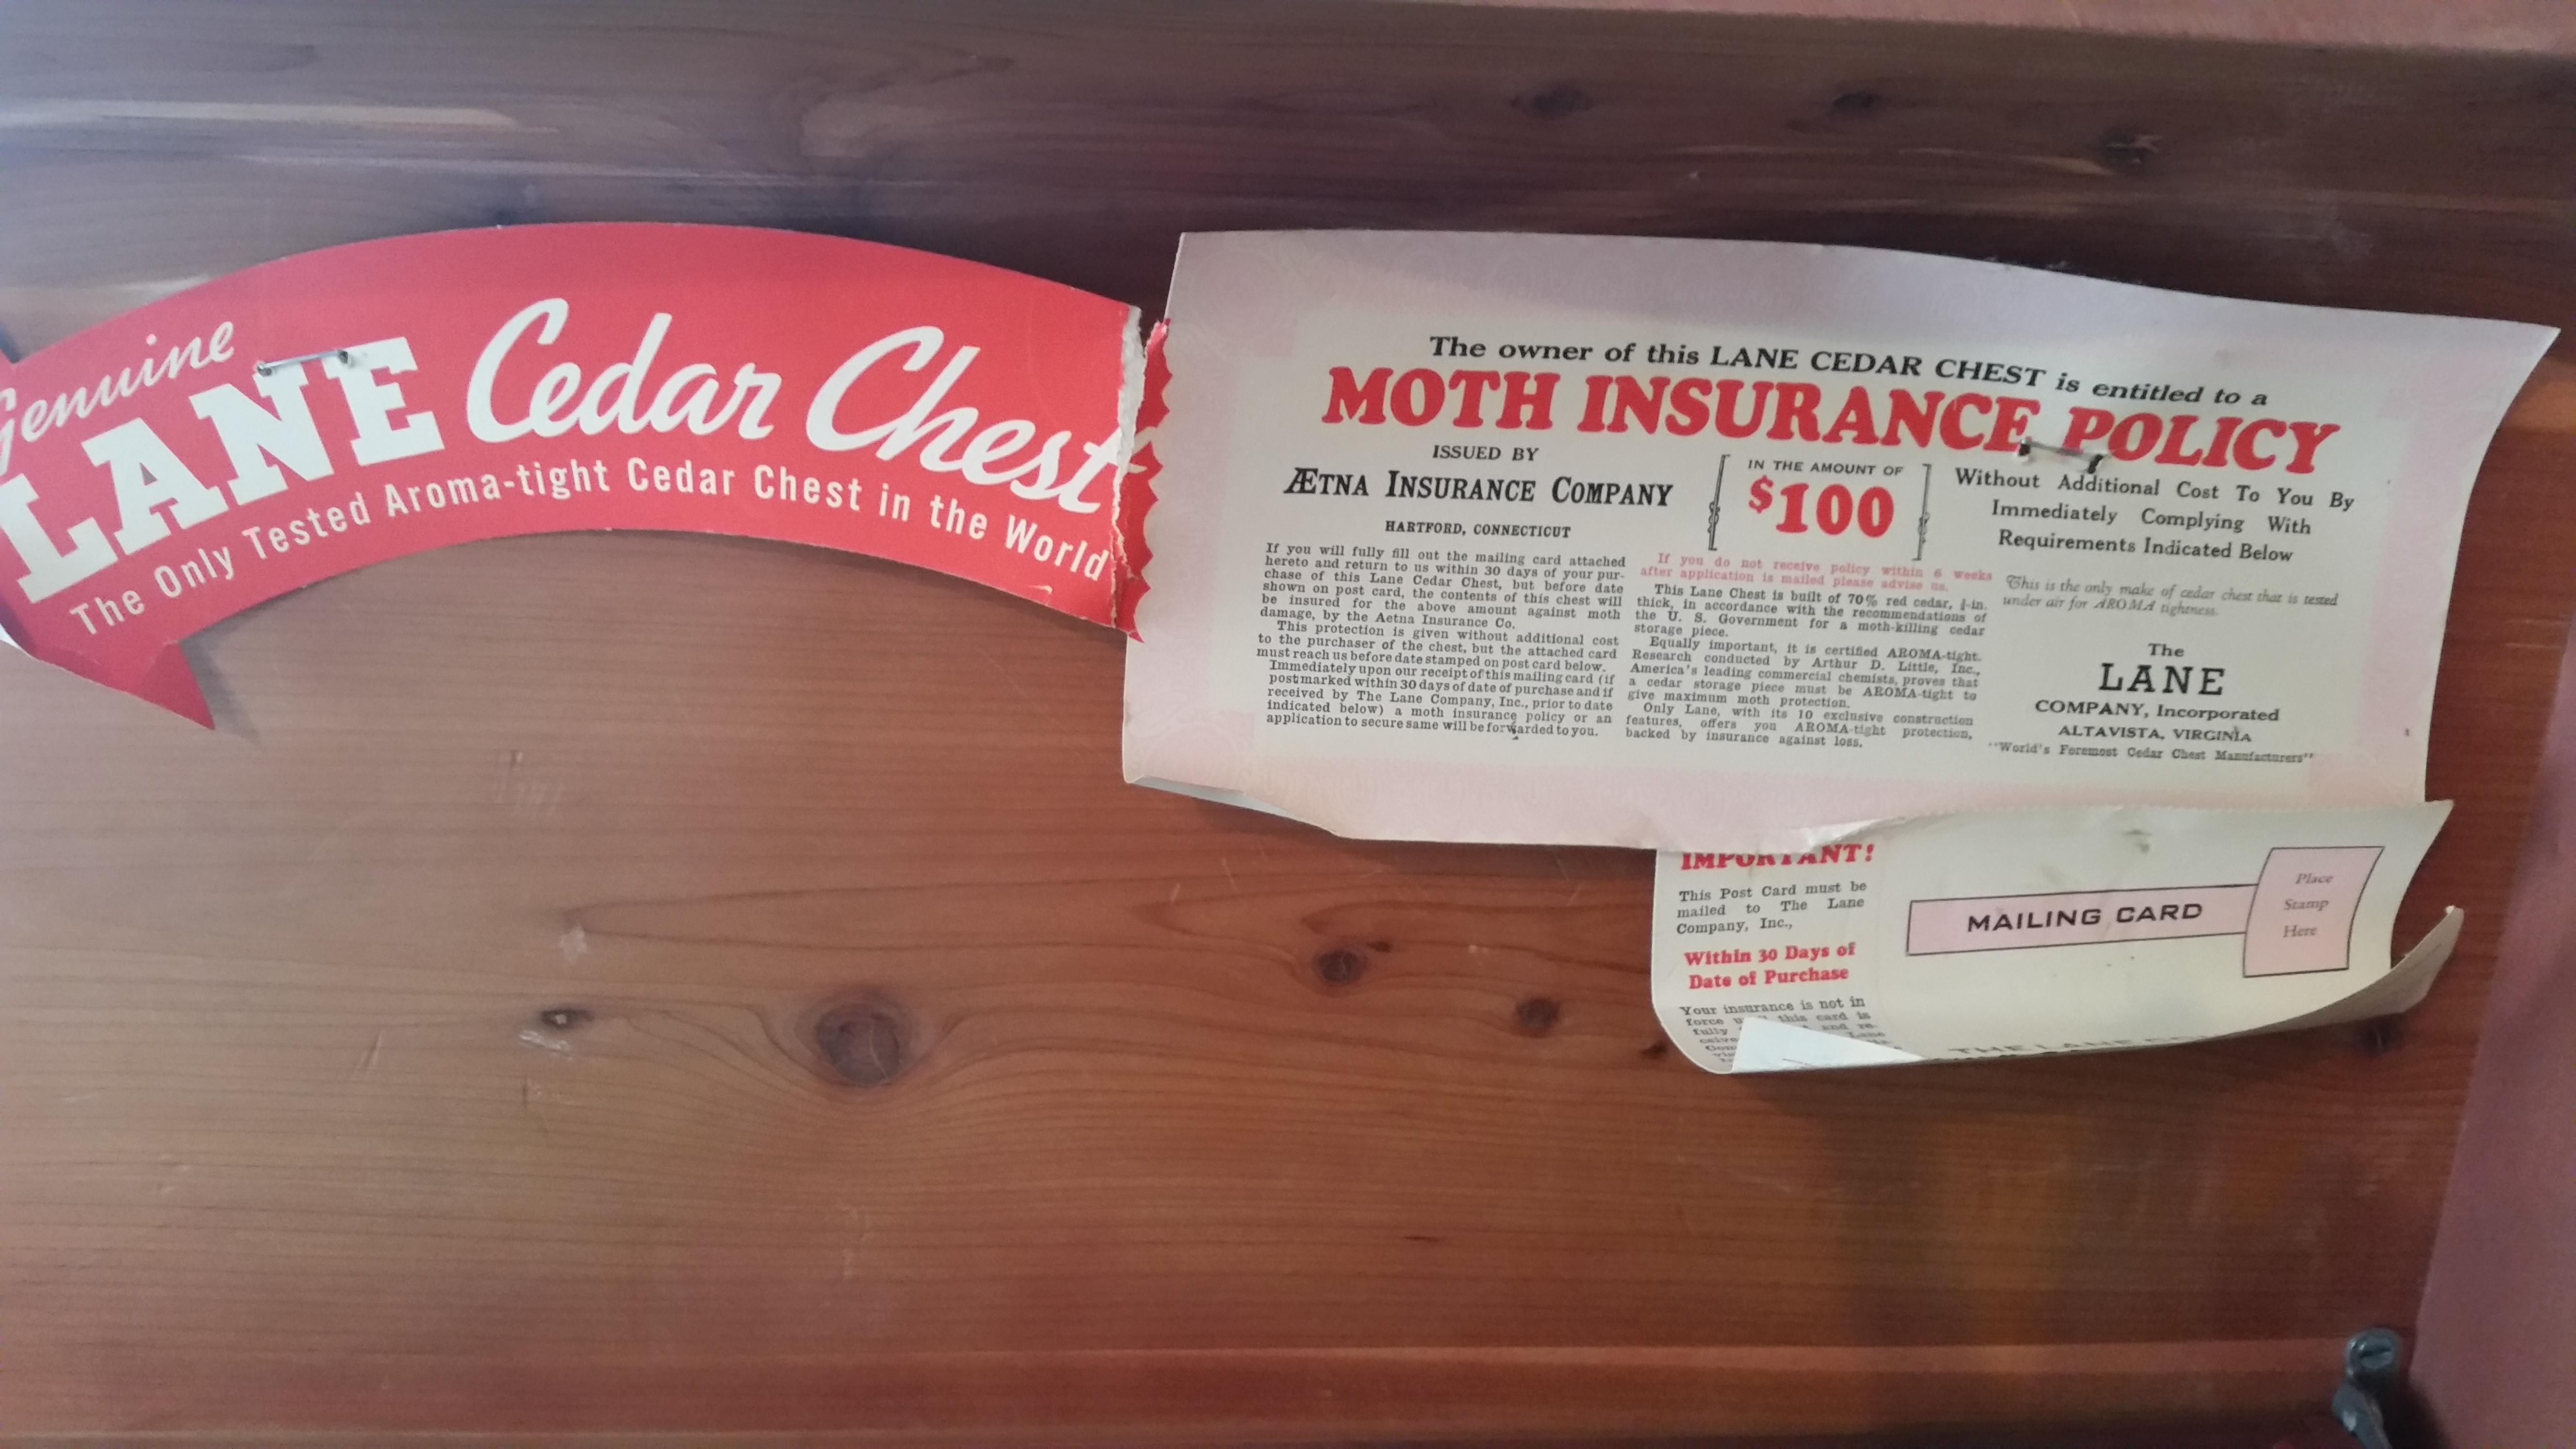 Genuine
LANE Cedar Chest
The Only Tested Aroma-tight Cedar Chest in the World
The owner of this LANE CEDAR CHEST is entitled to a
MOTH INSURANCE POLICY
ISSUED BY
ÆTNA INSURANCE COMPANY
HARTFORD, CONNECTICUT
IN THE AMOUNT OF
$100
Without Additional Cost To You By
Immediately Complying With
Requirements Indicated Below
If you will fully fill out the mailing card attached
hereto and return to us within 30 days of your pur-
chase of this Lane Cedar Chest, but before date
shown on post card, the contents of this chest will
be insured for the above amount against moth
damage, by the Aetna Insurance Co.
This protection is given without additional cost
to the purchaser of the chest, but the attached card
must reach us before date stamped on post card below.
Immediately upon our receipt of this mailing card (if
postmarked within 30 days of date of purchase and if
received by The Lane Company, Inc., prior to date
indicated below) a moth insurance policy or an
application to secure same will be forwarded to you.
If you do not receive policy within 6 weeks
after application is mailed please advise us.
This Lane Chest is built of 70% red cedar, in.
thick, in accordance with the recommendations of
the U. S. Government for a moth-killing cedar
storage piece.
Equally important, it is certified AROMA-tight.
Research conducted by Arthur D. Little, Inc.,
America's leading commercial chemists, proves that
a cedar storage piece must be AROMA-tight to
give maximum moth protection.
Only Lane, with its 10 exclusive construction
features, offers you AROMA-tight protection,
backed by insurance against loss.
This is the only make of cedar chest that is tested
under air for AROMA tightness.
The
LANE
COMPANY, Incorporated
ALTAVISTA, VIRGINIA
"World's Foremost Cedar Chest Manufacturers"
IMPORTANT!
This Post Card must be
mailed to The Lane
Company, Inc.,
Within 30 Days of
Date of Purchase
Your insurance is not in
force this card is
fully and re-
MAILING CARD
Place
Stamp
Here
THE LANE